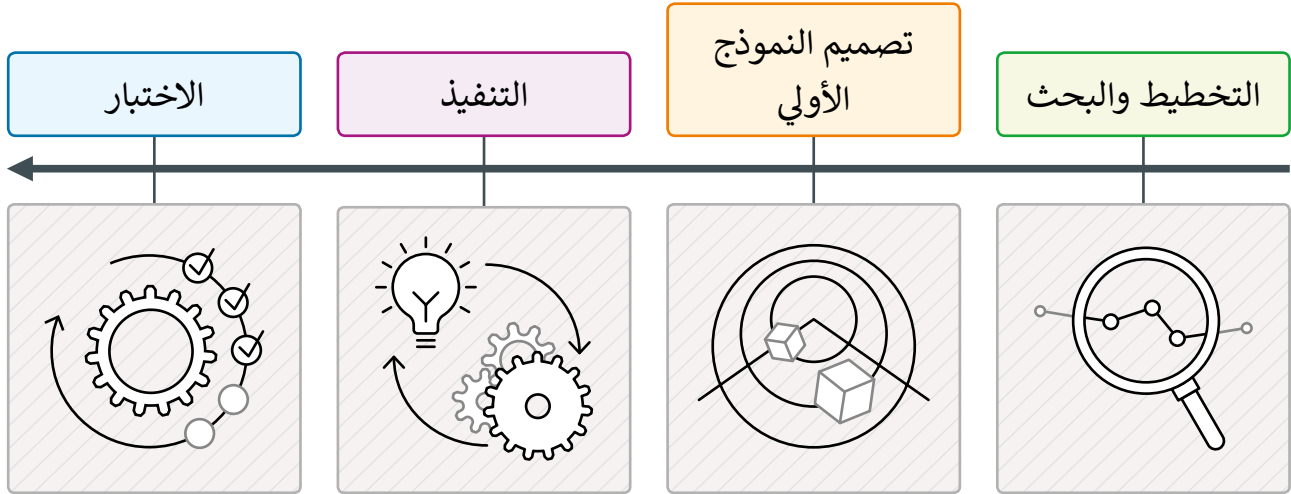 التخطيط والبحث
تصميم النموذج
الأولي
التنفيذ
الاختبار